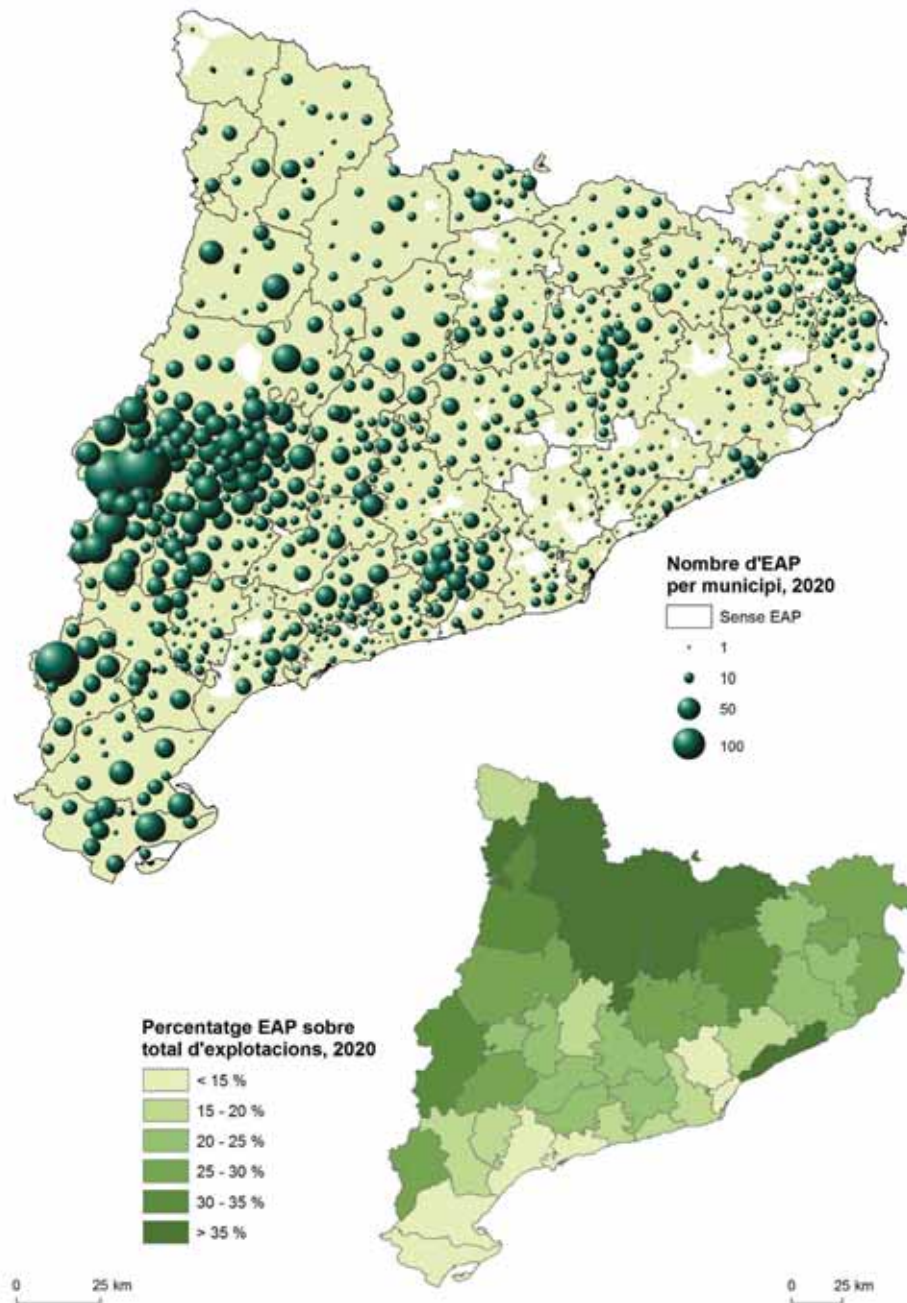 Nombre d'EAP
per municipi, 2020
Sense EAP
1
10
50
100
Percentatge EAP sobre
total d'explotacions, 2020
< 15 %
15 - 20 %
20 - 25 %
25 - 30 %
30 - 35 %
> 35 %
0 25 km
0 25 km